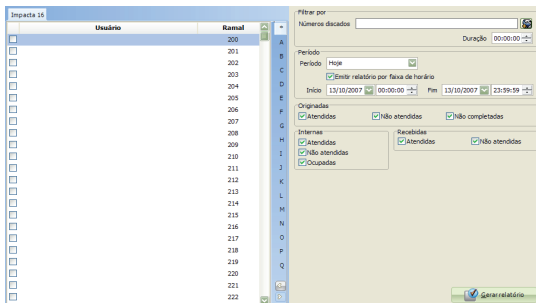 Impacta 16
Usuário Ramal
200
201
202
203
204
205
206
207
208
209
210
211
212
213
214
215
216
217
218
219
220
221
222
*
A
B
C
D
E
F
G
H
I
J
K
L
M
N
O
P
Q
Filtrar por
Números discados
Duração 00:00:00
Período
Período Hoje
Emitir relatório por faixa de horário
Início 13/10/2007 00:00:00 Fim 13/10/2007 23:59:59
Originadas
Atendidas Não atendidas Não completadas
Internas
Atendidas
Não atendidas
Ocupadas
Recebidas
Atendidas Não atendidas
Gerar relatório